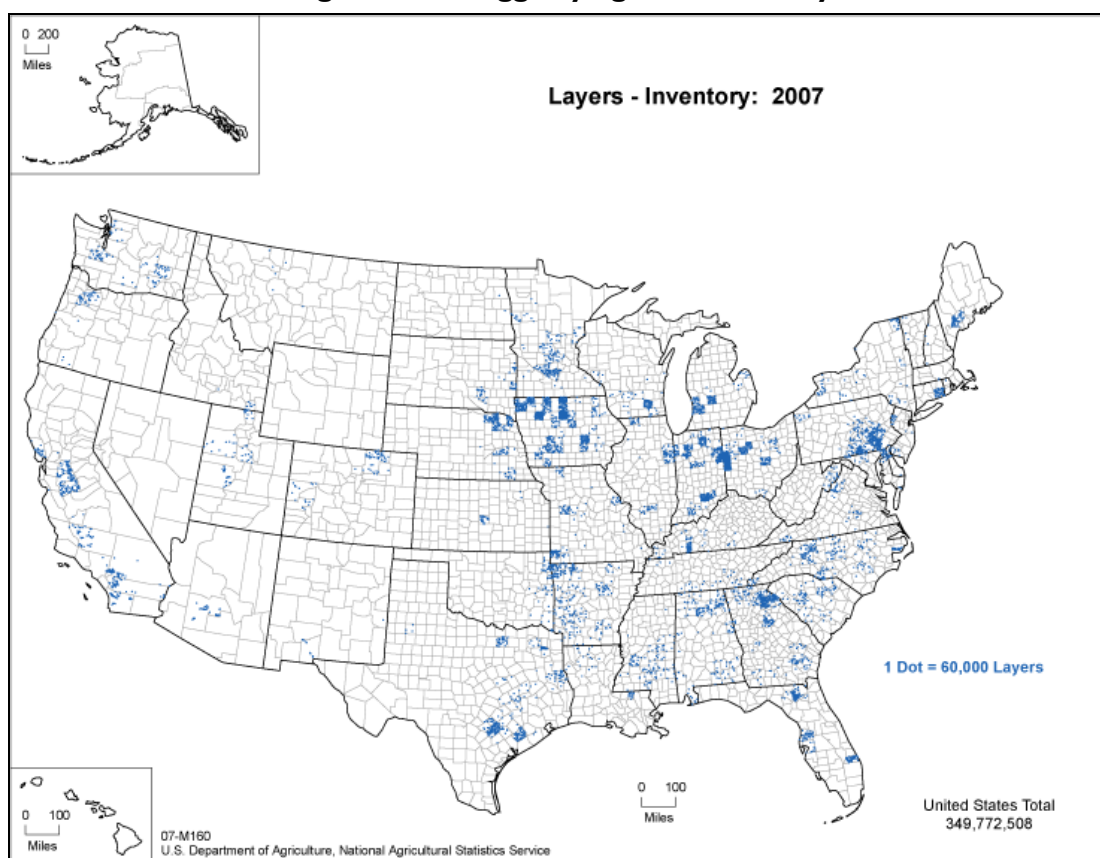 0 200
Miles
Layers - Inventory: 2007
1 Dot = 60,000 Layers
0 100
Miles
0 100
Miles
07-M160
U.S. Department of Agriculture, National Agricultural Statistics Service
United States Total
349,772,508